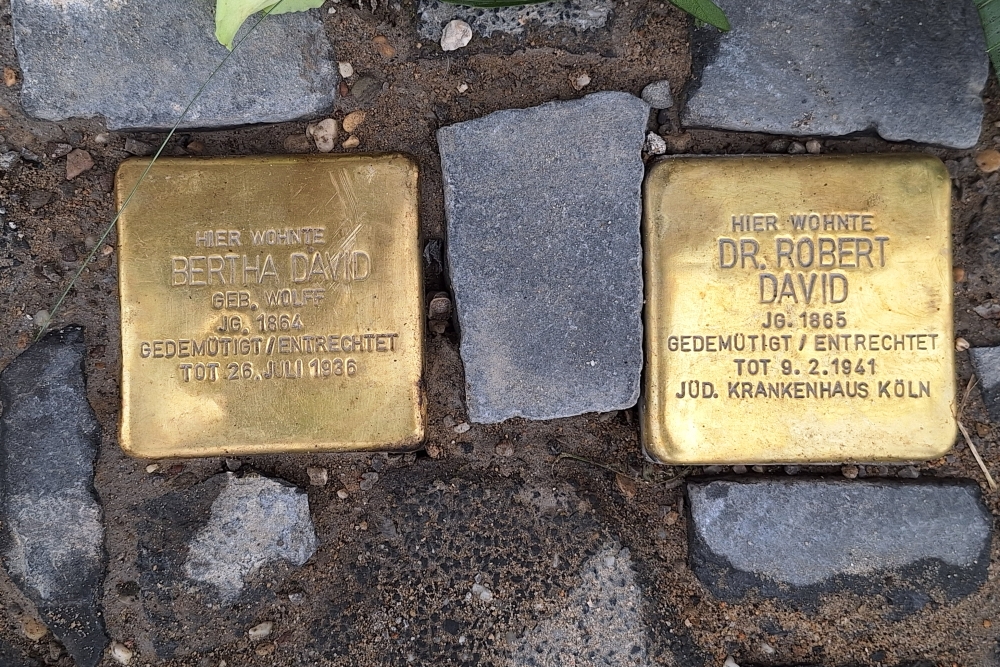 HIER WOHNTE
BERTHA DAVID
GEB. WOLFF
JG. 1864
GEDEMÜTIGT / ENTRECHTET
TOT 26. JULI 1936
HIER WOHNTE
DR. ROBERT
DAVID
JG. 1865
GEDEMÜTIGT / ENTRECHTET
TOT 9. 2. 1941
JÜD. KRANKENHAUS KÖLN